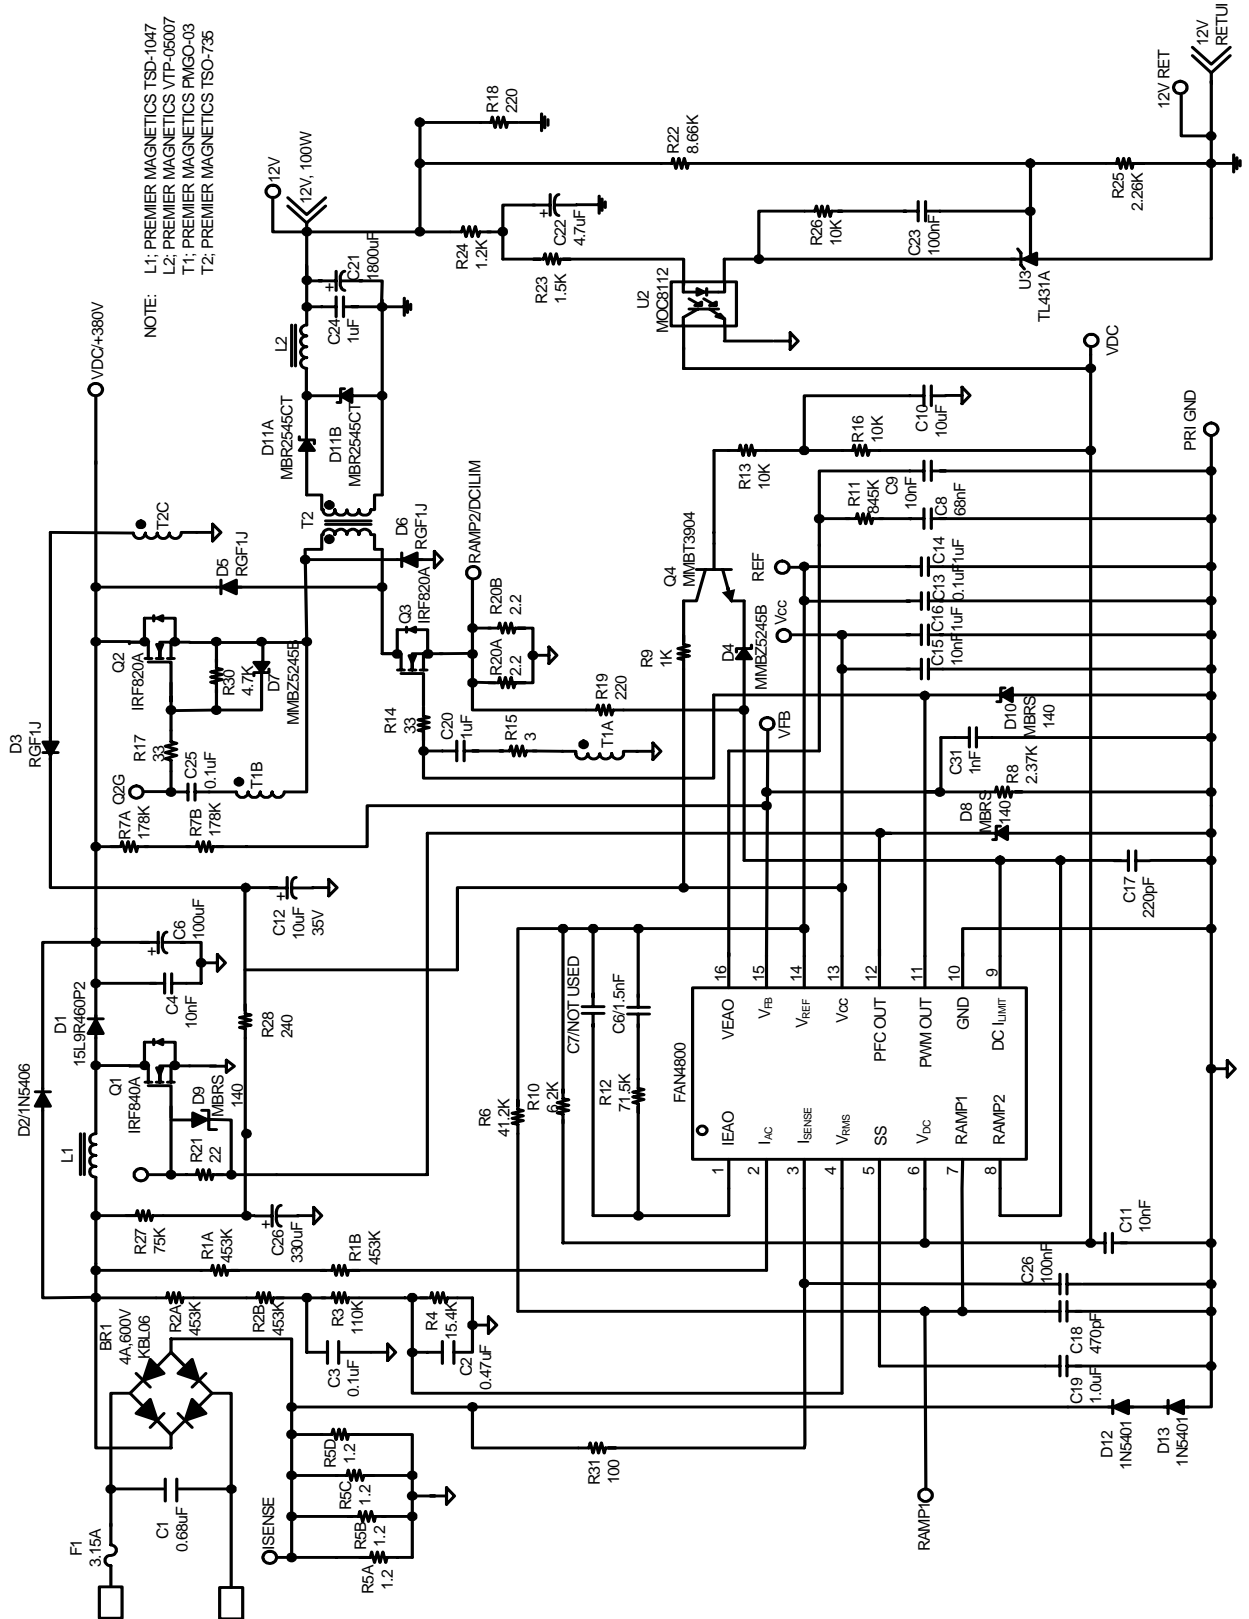 NOTE: L1; PREMIER MAGNETICS TSD-1047
L2; PREMIER MAGNETICS VTP-05007
T1; PREMIER MAGNETICS PMGO-03
T2; PREMIER MAGNETICS TSO-735
F1
3.15A
C1
0.68uF
BR1
4A,600V
KBL06
D2/1N5406
L1
D1
15L9R460P2
Q1
IRF840A
D9
MBRS
140
R21
22
C4
10nF
C6
100uF
R27
75K
R1A
453K
C26
330uF
R1B
453K
R2A
453K
R2B
453K
R3
110K
R4
15.4K
C3
0.1uF
C2
0.47uF
R28
240
C12
10uF
35V
R7A
178K
R7B
178K
D3
RGF1J
T2C
VDC/+380V
Q2G
R17
33
C25
0.1uF
T1B
Q2
IRF820A
R30
4.7K
D7
MMBZ5245B
D5
RGF1J
T2
D6
RGF1J
D11A
MBR2545CT
D11B
MBR2545CT
L2
C24
1uF
C21
1800uF
12V
12V, 100W
R18
220
R24
1.2K
R23
1.5K
C22
4.7uF
R22
8.66K
R14
33
Q3
IRF820A
C20
1uF
R15
3
T1A
R20A
2.2
R20B
2.2
RAMP2/DCILIM
R19
220
ISENSE
R5A
1.2
R5B
1.2
R5C
1.2
R5D
1.2
R31
100
R6
41.2K
R10
6.2K
R12
71.5K
C7/NOT USED
C6/1.5nF
FAN4800
1 IEAO
2 IAC
3 ISENSE
4 VRMS
5 SS
6 VDC
7 RAMP1
8 RAMP2
VEAO 16
VFB 15
VREF 14
Vcc 13
PFC OUT 12
PWM OUT 11
GND 10
DC ILIMIT 9
VFB
R9
1K
Q4
MMBT3904
D4
MMBZ5245B
REF
Vcc
R13
10K
R16
10K
C10
10uF
R11
845K
C9
10nF
C8
68nF
C14
1uF
C13
0.1uF
C16
1uF
C15
10nF
D10
MBRS
140
C31
1nF
R8
2.37K
D8
MBRS
140
C17
220pF
U2
MOC8112
R26
10K
C23
100nF
U3
TL431A
R25
2.26K
12V RET
12V
RETUI
VDC
PRI GND
C11
10nF
C26
100nF
C18
470pF
C19
1.0uF
D12
1N5401
D13
1N5401
RAMP1